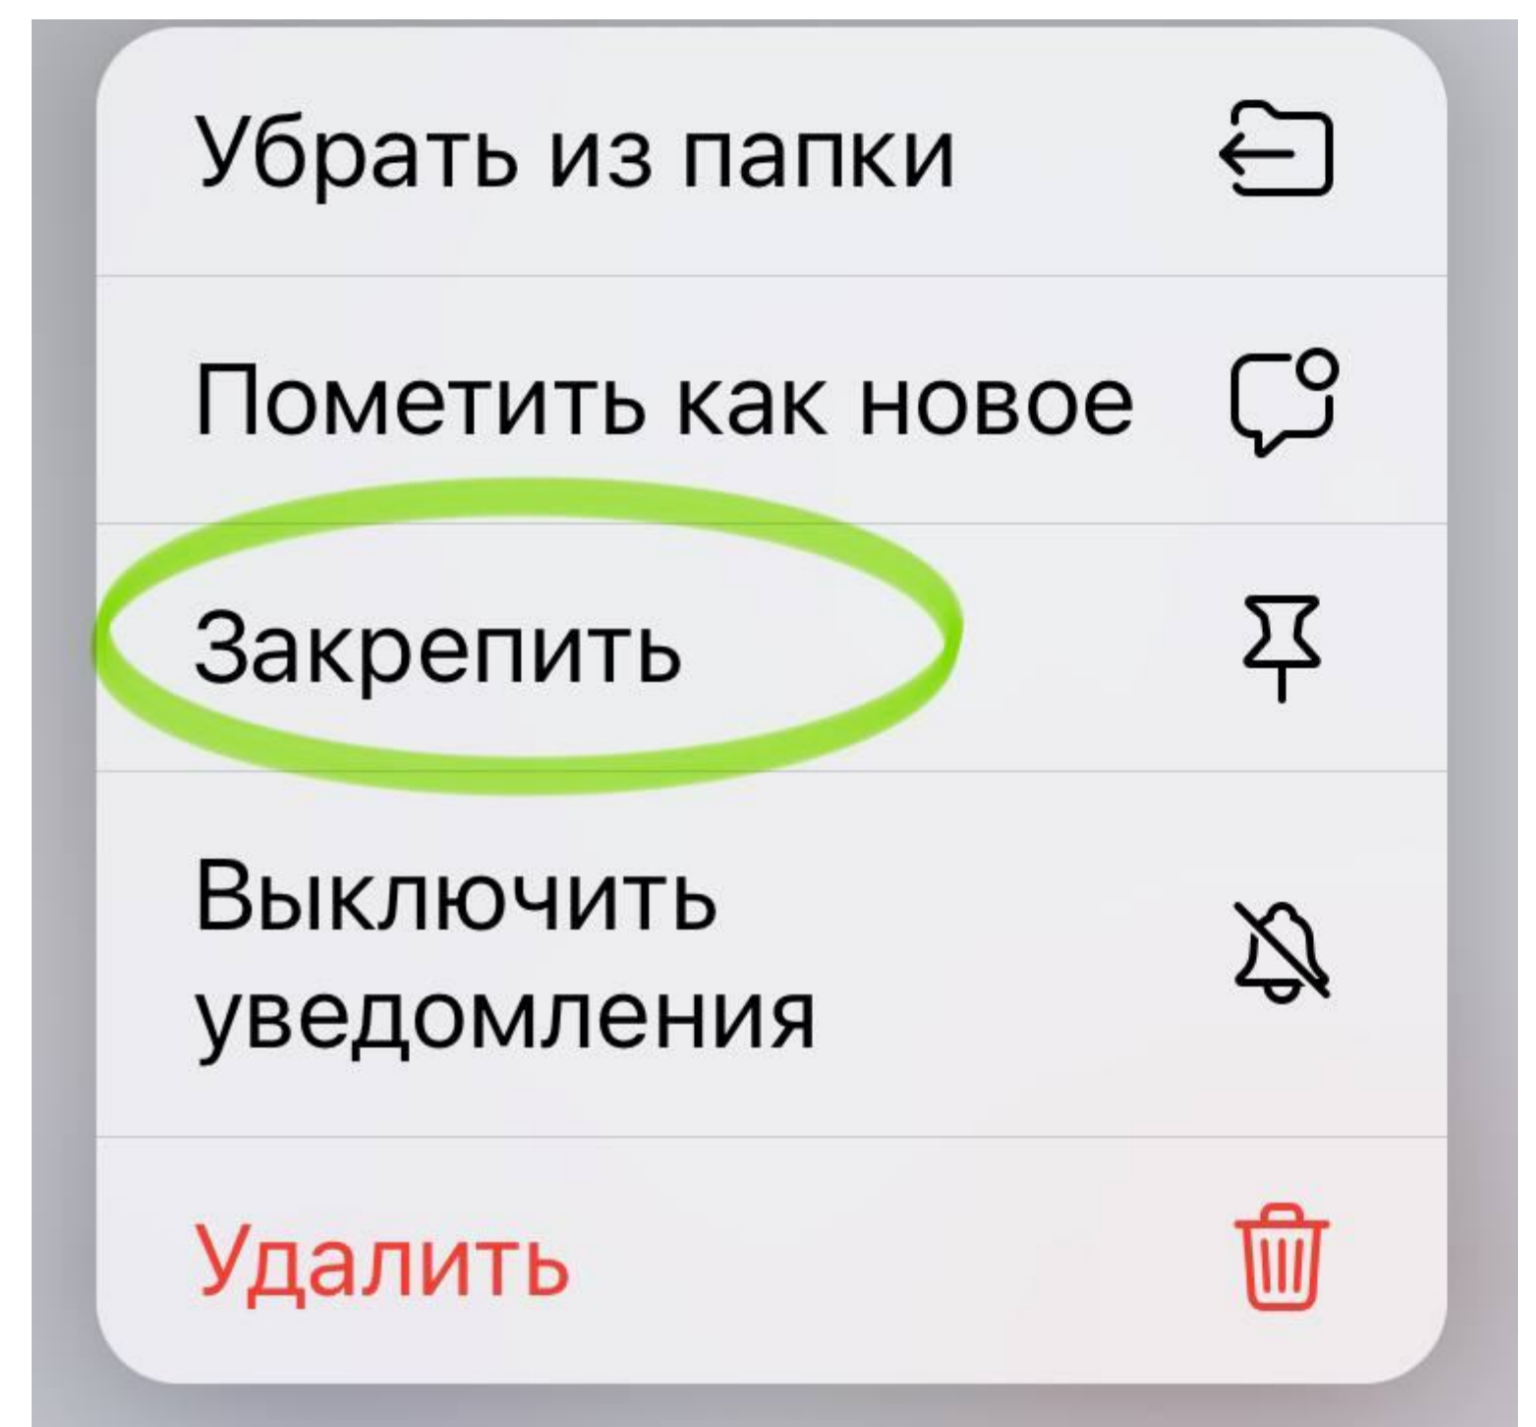 Убрать из папки
Пометить как новое
Закрепить
Выключить
уведомления
Удалить